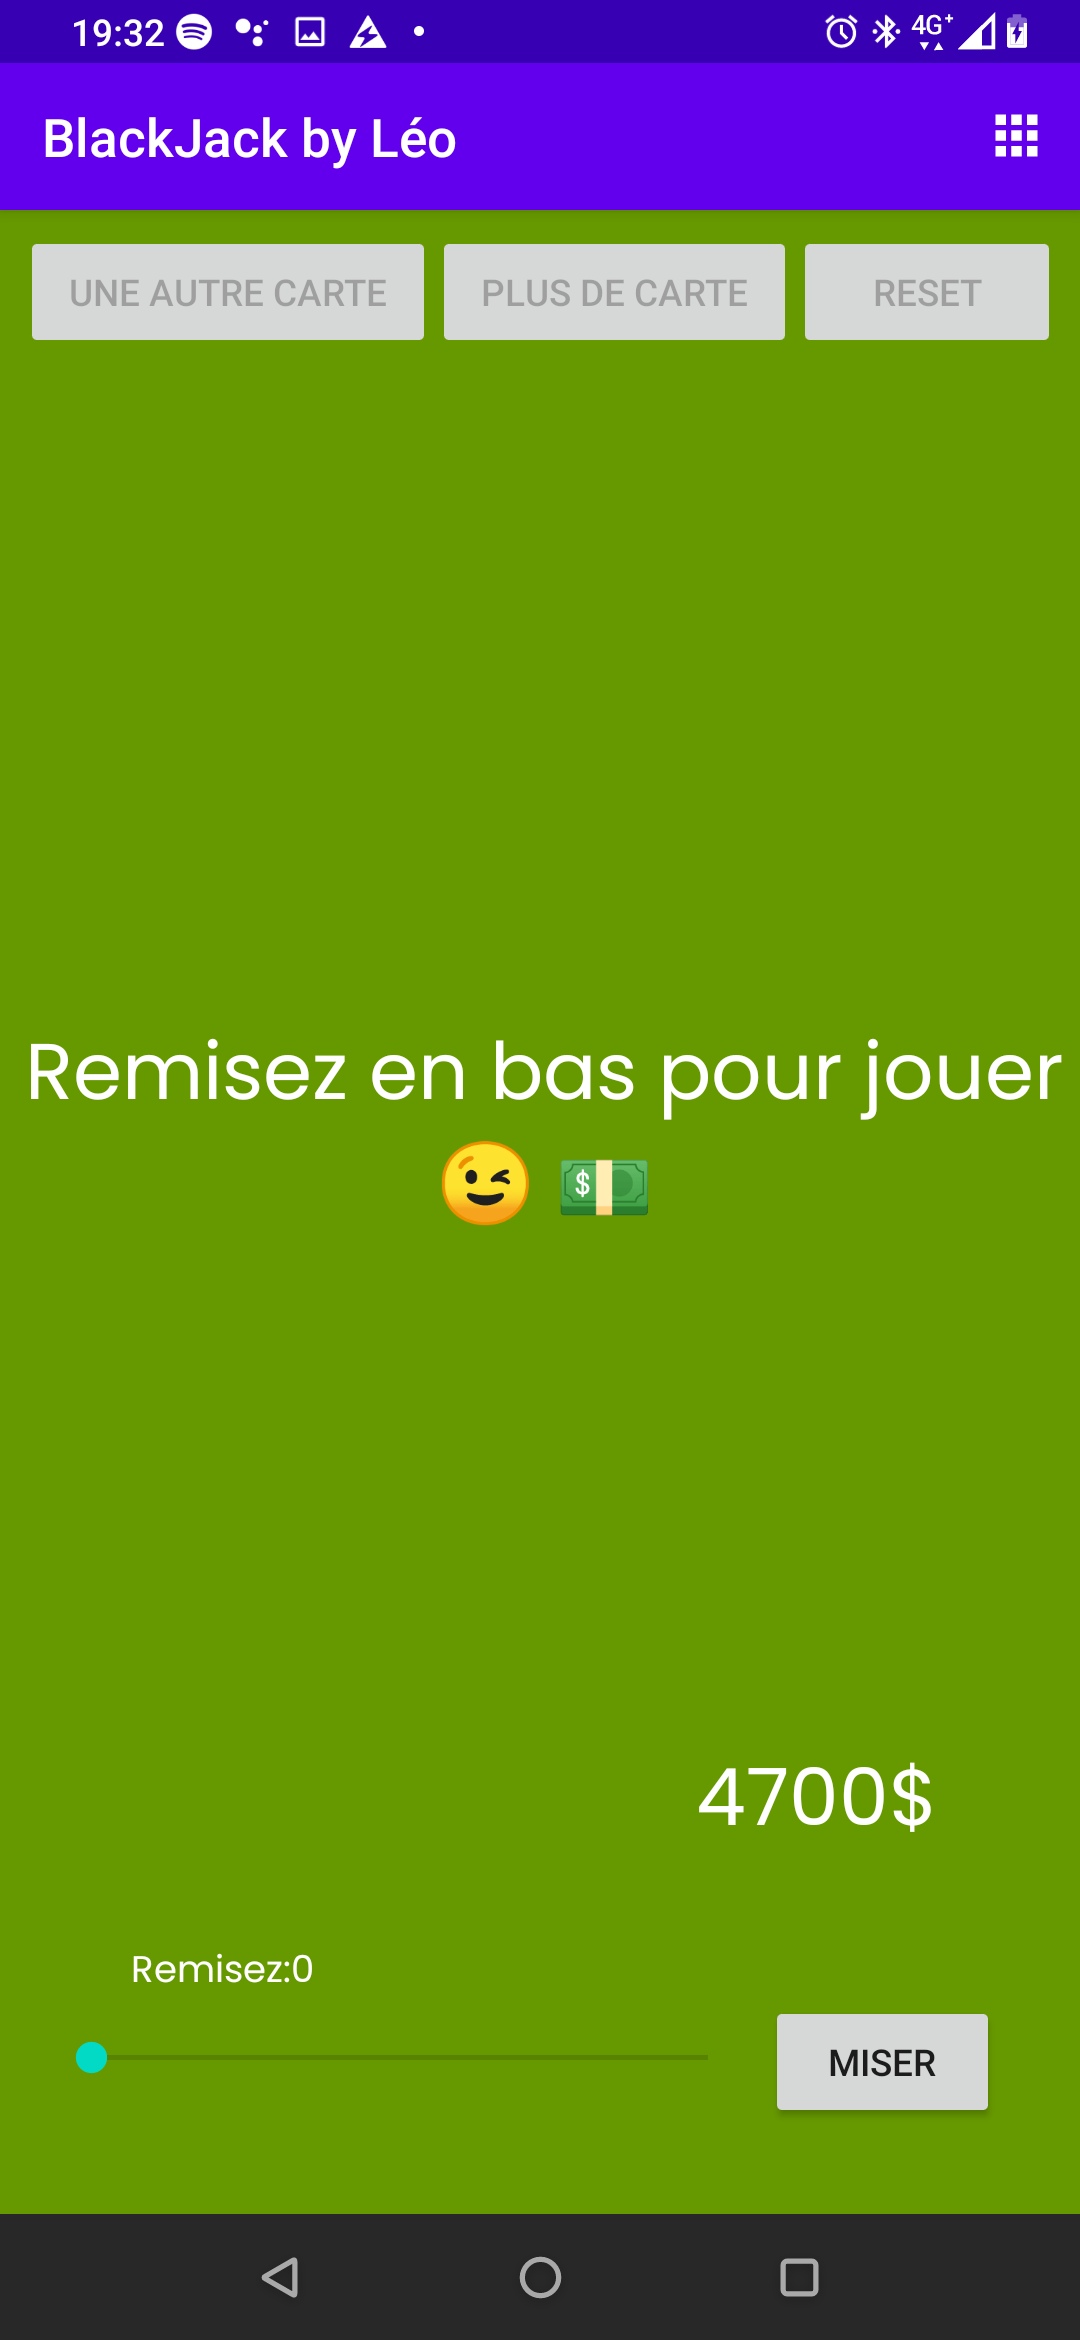 19:32
4G+
BlackJack by Léo
UNE AUTRE CARTE
PLUS DE CARTE
RESET
Remisez en bas pour jouer
😉 💵
4700$
Remisez:0
MISER